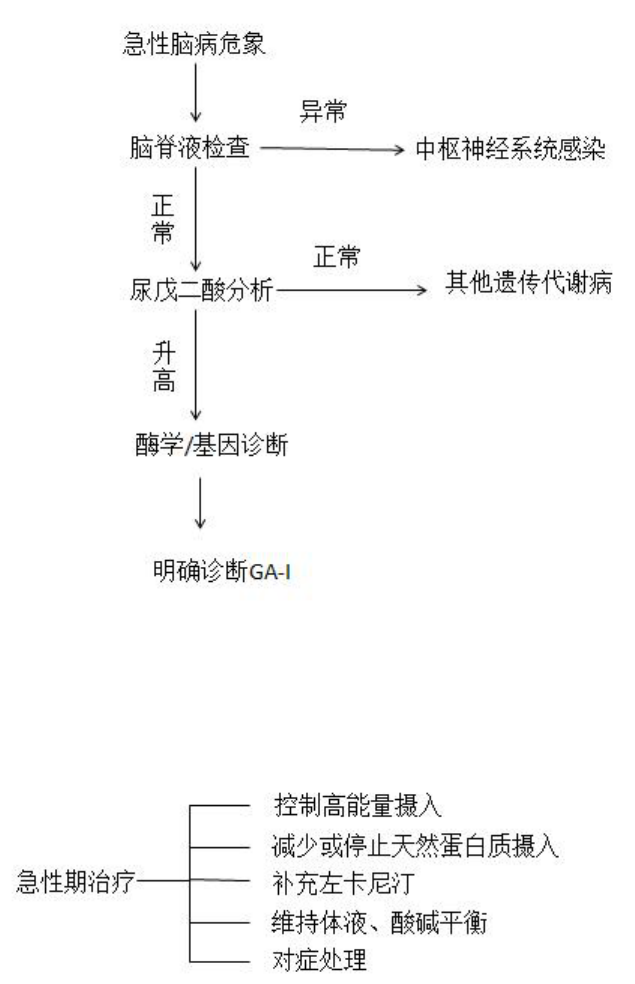 急性脑病危象
异常
脑脊液检查
中枢神经系统感染
正常
正常
尿戊二酸分析
其他遗传代谢病
升高
酶学/基因诊断
明确诊断GA-I
控制高能量摄入
减少或停止天然蛋白质摄入
急性期治疗
补充左卡尼汀
维持体液、酸碱平衡
对症处理